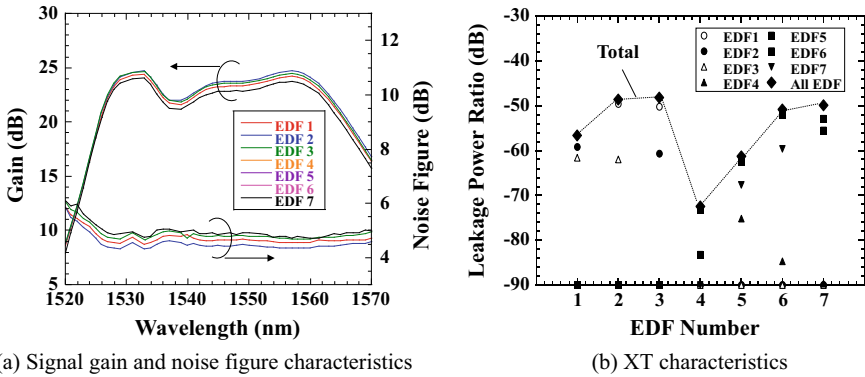 30
25
20
15
10
5
Gain (dB)
12
10
8
6
4
Noise Figure (dB)
EDF 1
EDF 2
EDF 3
EDF 4
EDF 5
EDF 6
EDF 7
1520 1530 1540 1550 1560 1570
Wavelength (nm)
(a) Signal gain and noise figure characteristics
-30
-40
-50
-60
-70
-80
-90
Leakage Power Ratio (dB)
EDF1 EDF5
EDF2 EDF6
EDF3 EDF7
EDF4 All EDF
Total
1 2 3 4 5 6 7
EDF Number
(b) XT characteristics